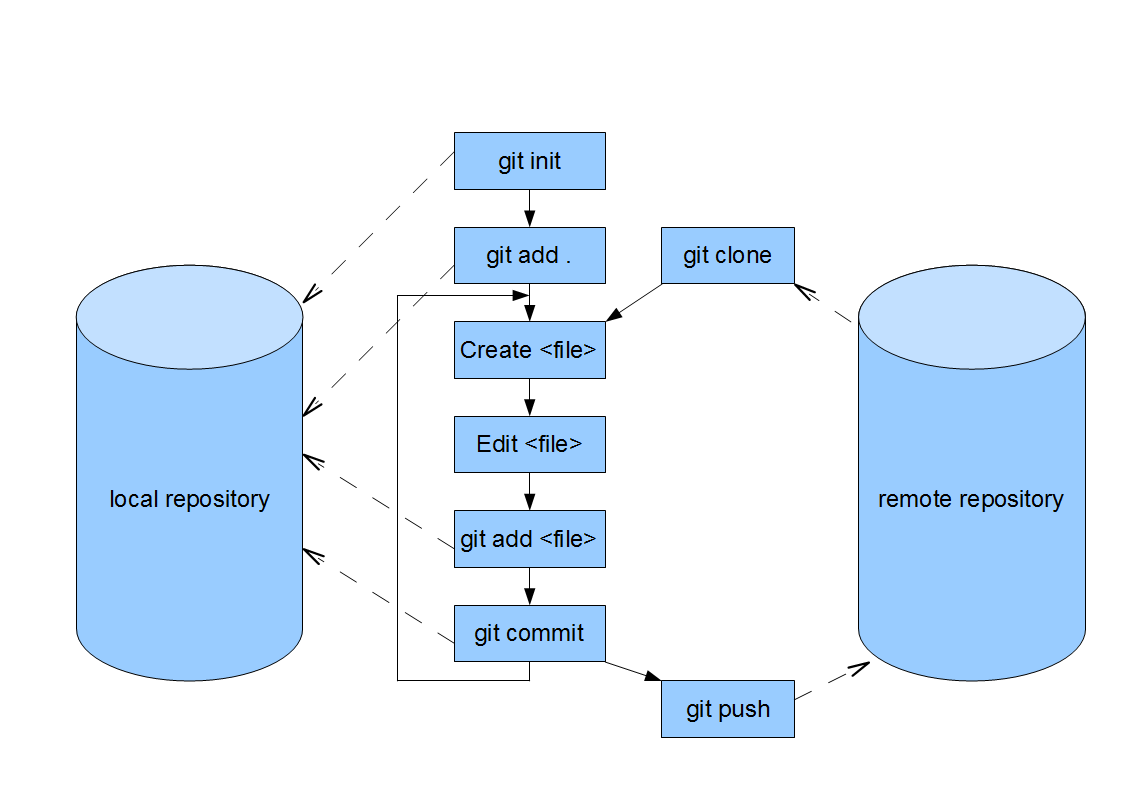 git init
git add .
git clone
Create <file>
Edit <file>
local repository
remote repository
git add <file>
git commit
git push